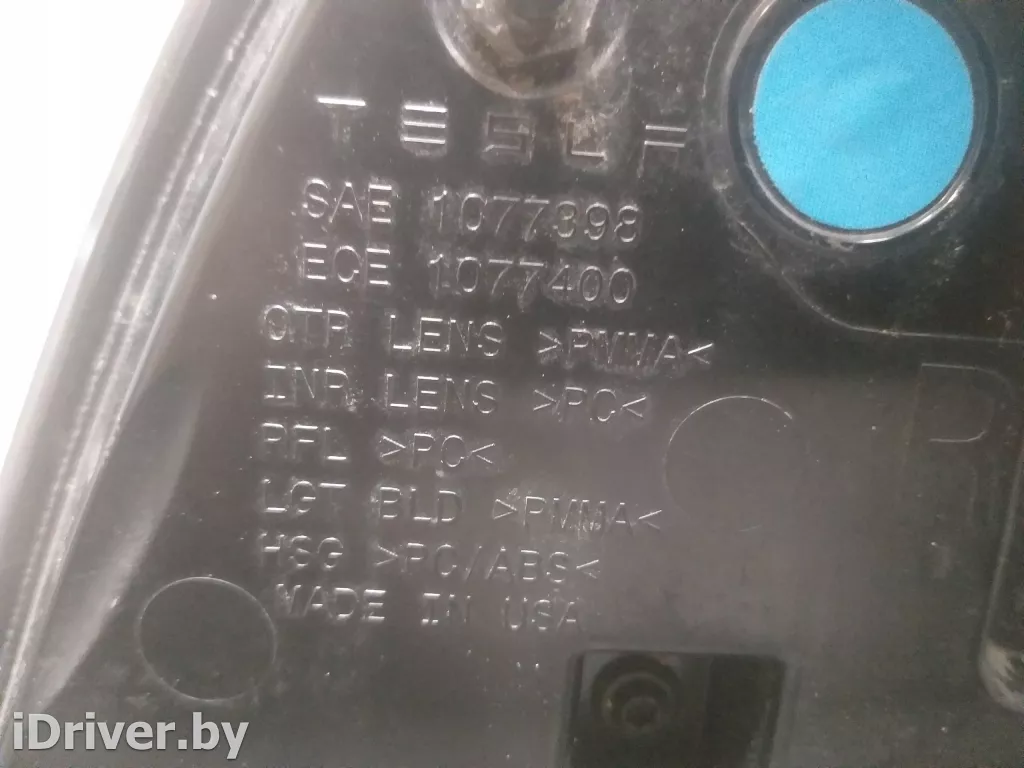 TESLA
SAE 1077398
ECE 1077400
OTR LENS >PMMA<
INR LENS >PC<
RFL >PC<
LGT BLD >PMMA<
HSG >PC/ABS<
MADE IN USA
R
iDriver.by